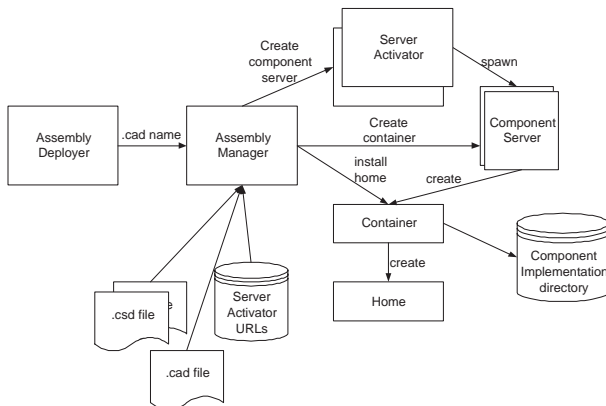 Create
component
server
Server
Activator
spawn
Assembly
Deployer
.cad name
Assembly
Manager
Create
container
Component
Server
install
home
create
Container
Component
Implementation
directory
create
Home
.csd file
e
Server
Activator
URLs
.cad file